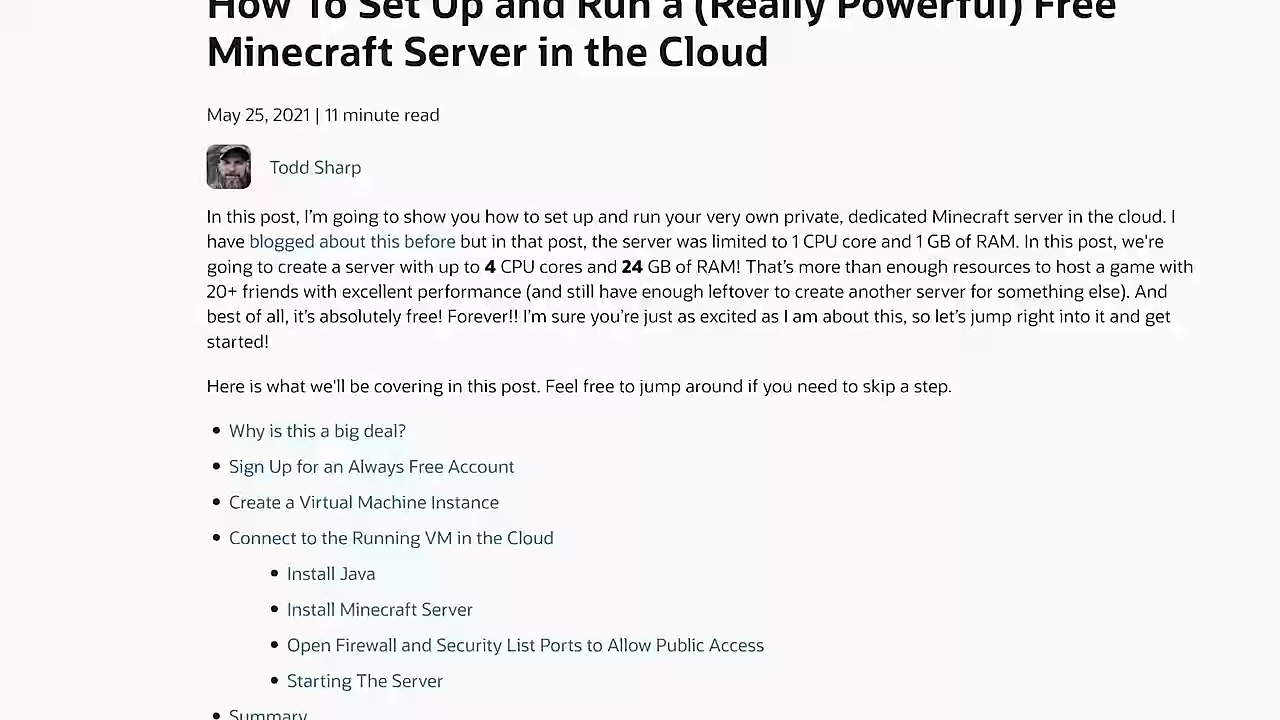 How To Set Up and Run a (Really Powerful) Free
Minecraft Server in the Cloud
May 25, 2021 | 11 minute read
Todd Sharp
In this post, I'm going to show you how to set up and run your very own private, dedicated Minecraft server in the cloud. I
have blogged about this before but in that post, the server was limited to 1 CPU core and 1 GB of RAM. In this post, we're
going to create a server with up to 4 CPU cores and 24 GB of RAM! That's more than enough resources to host a game with
20+ friends with excellent performance (and still have enough leftover to create another server for something else). And
best of all, it's absolutely free! Forever!! I'm sure you're just as excited as I am about this, so let's jump right into it and get
started!
Here is what we'll be covering in this post. Feel free to jump around if you need to skip a step.
• Why is this a big deal?
• Sign Up for an Always Free Account
• Create a Virtual Machine Instance
• Connect to the Running VM in the Cloud
• Install Java
• Install Minecraft Server
• Open Firewall and Security List Ports to Allow Public Access
• Starting The Server
• Summary